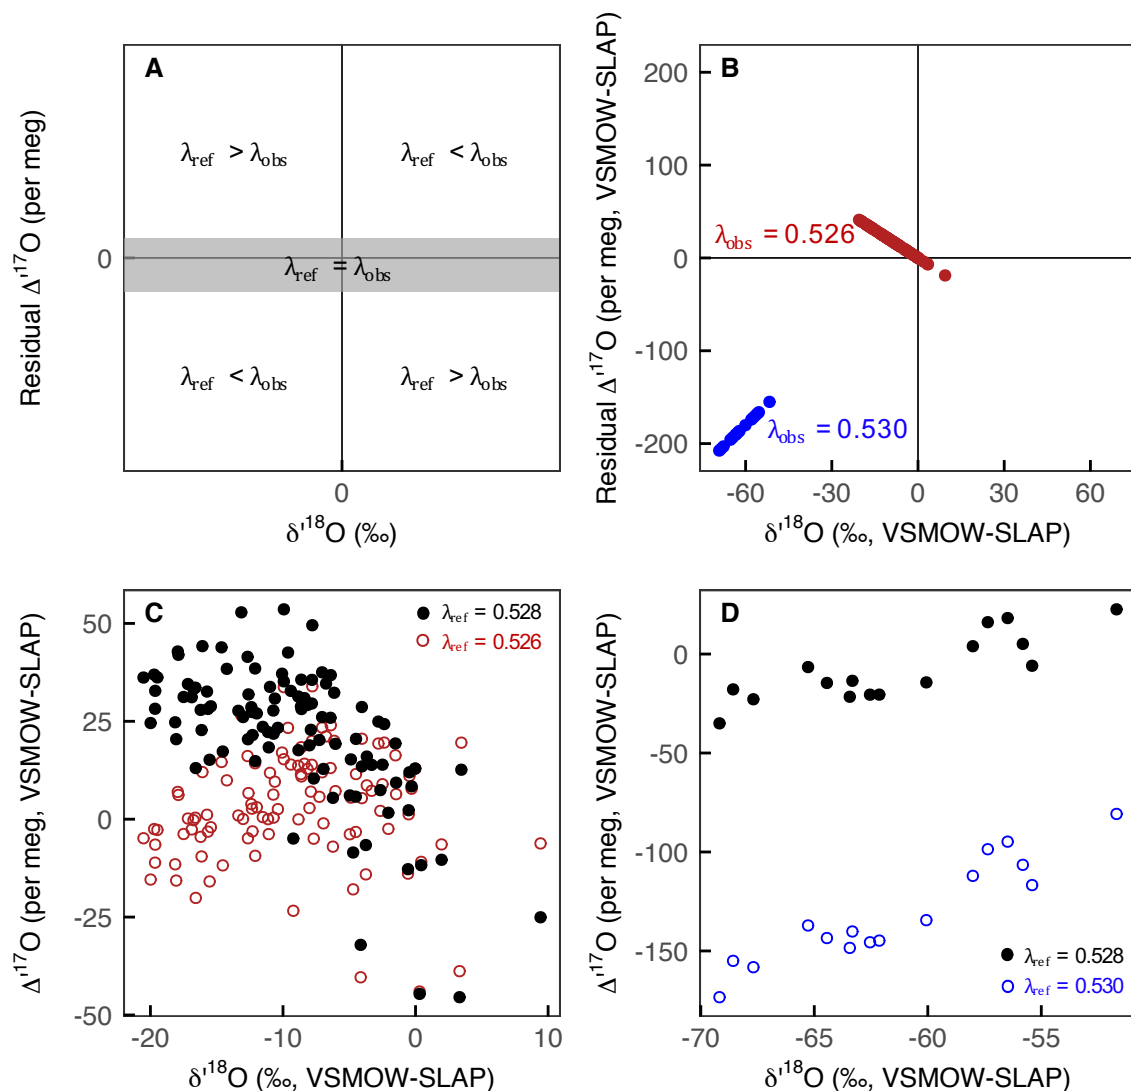 A
Residual Δ'¹⁷O (per meg)
λref > λobs
λref < λobs
0
λref = λobs
λref < λobs
λref > λobs
0
δ'¹⁸O (‰)
B
Residual Δ'¹⁷O (per meg, VSMOW-SLAP)
200
100
0
-100
-200
λobs = 0.526
λobs = 0.530
-60 -30 0 30 60
δ'¹⁸O (‰, VSMOW-SLAP)
C
Δ'¹⁷O (per meg, VSMOW-SLAP)
50
25
0
-25
-50
λref = 0.528
λref = 0.526
-20 -10 0 10
δ'¹⁸O (‰, VSMOW-SLAP)
D
Δ'¹⁷O (per meg, VSMOW-SLAP)
0
-50
-100
-150
λref = 0.528
λref = 0.530
-70 -65 -60 -55
δ'¹⁸O (‰, VSMOW-SLAP)